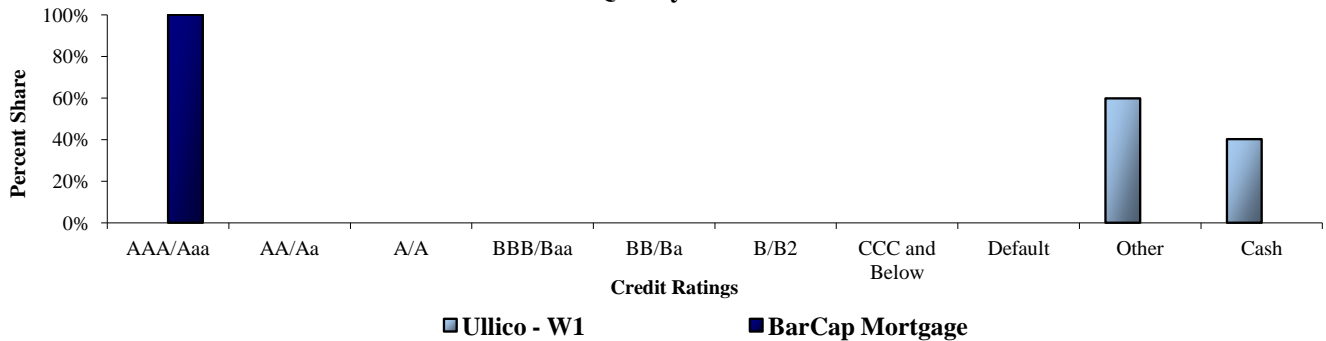 100%
80%
60%
40%
20%
0%
Percent Share
AAA/Aaa AA/Aa A/A BBB/Baa BB/Ba B/B2 CCC and Below Default Other Cash
Credit Ratings
Ullico - W1 BarCap Mortgage